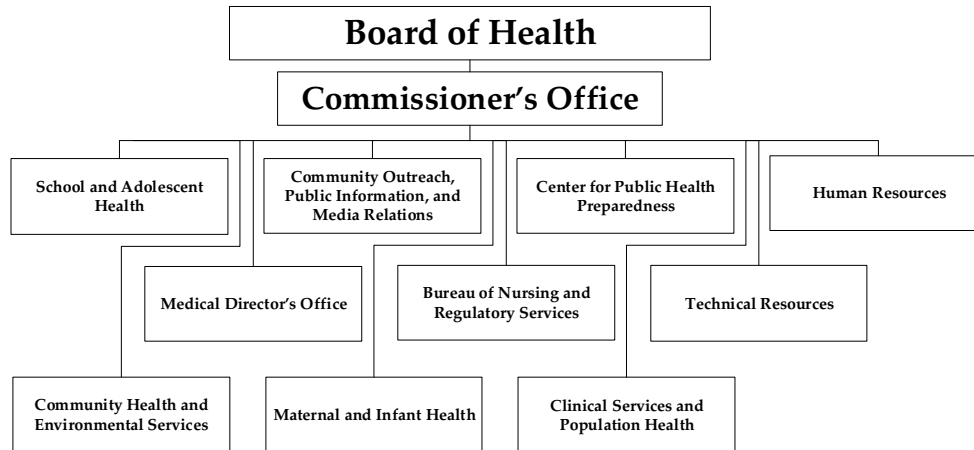 Board of Health
Commissioner’s Office
School and Adolescent
Health
Community Outreach,
Public Information, and
Media Relations
Center for Public Health
Preparedness
Human Resources
Medical Director’s Office
Bureau of Nursing and
Regulatory Services
Technical Resources
Community Health and
Environmental Services
Maternal and Infant Health
Clinical Services and
Population Health